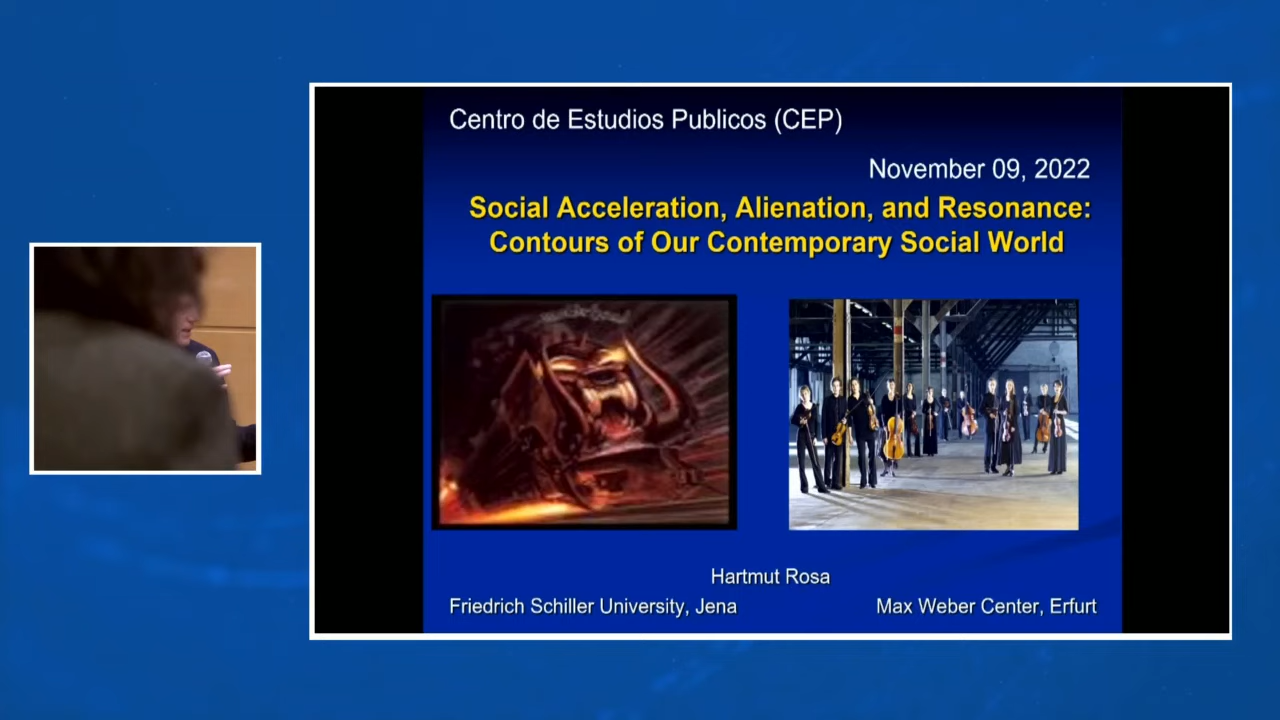 Centro de Estudios Publicos (CEP)
November 09, 2022
Social Acceleration, Alienation, and Resonance:
Contours of Our Contemporary Social World
Hartmut Rosa
Friedrich Schiller University, Jena
Max Weber Center, Erfurt